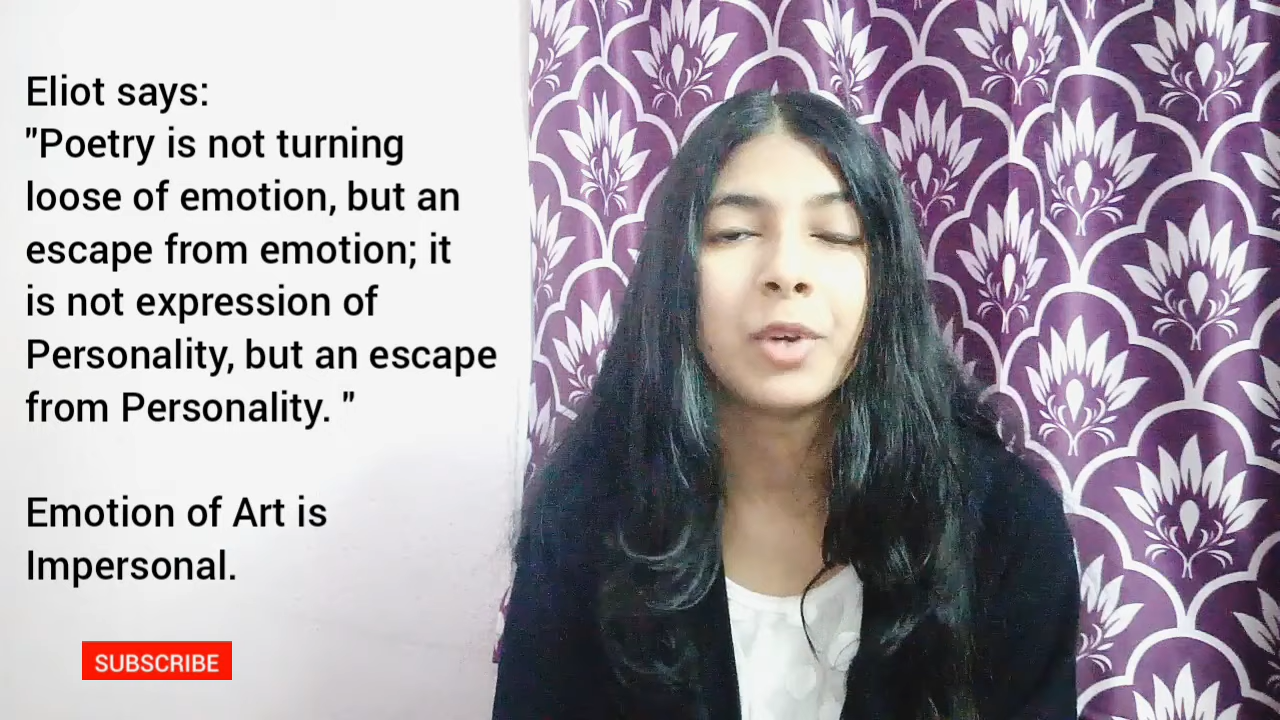 Eliot says:
"Poetry is not turning
loose of emotion, but an
escape from emotion; it
is not expression of
Personality, but an escape
from Personality. "
Emotion of Art is
Impersonal.
SUBSCRIBE